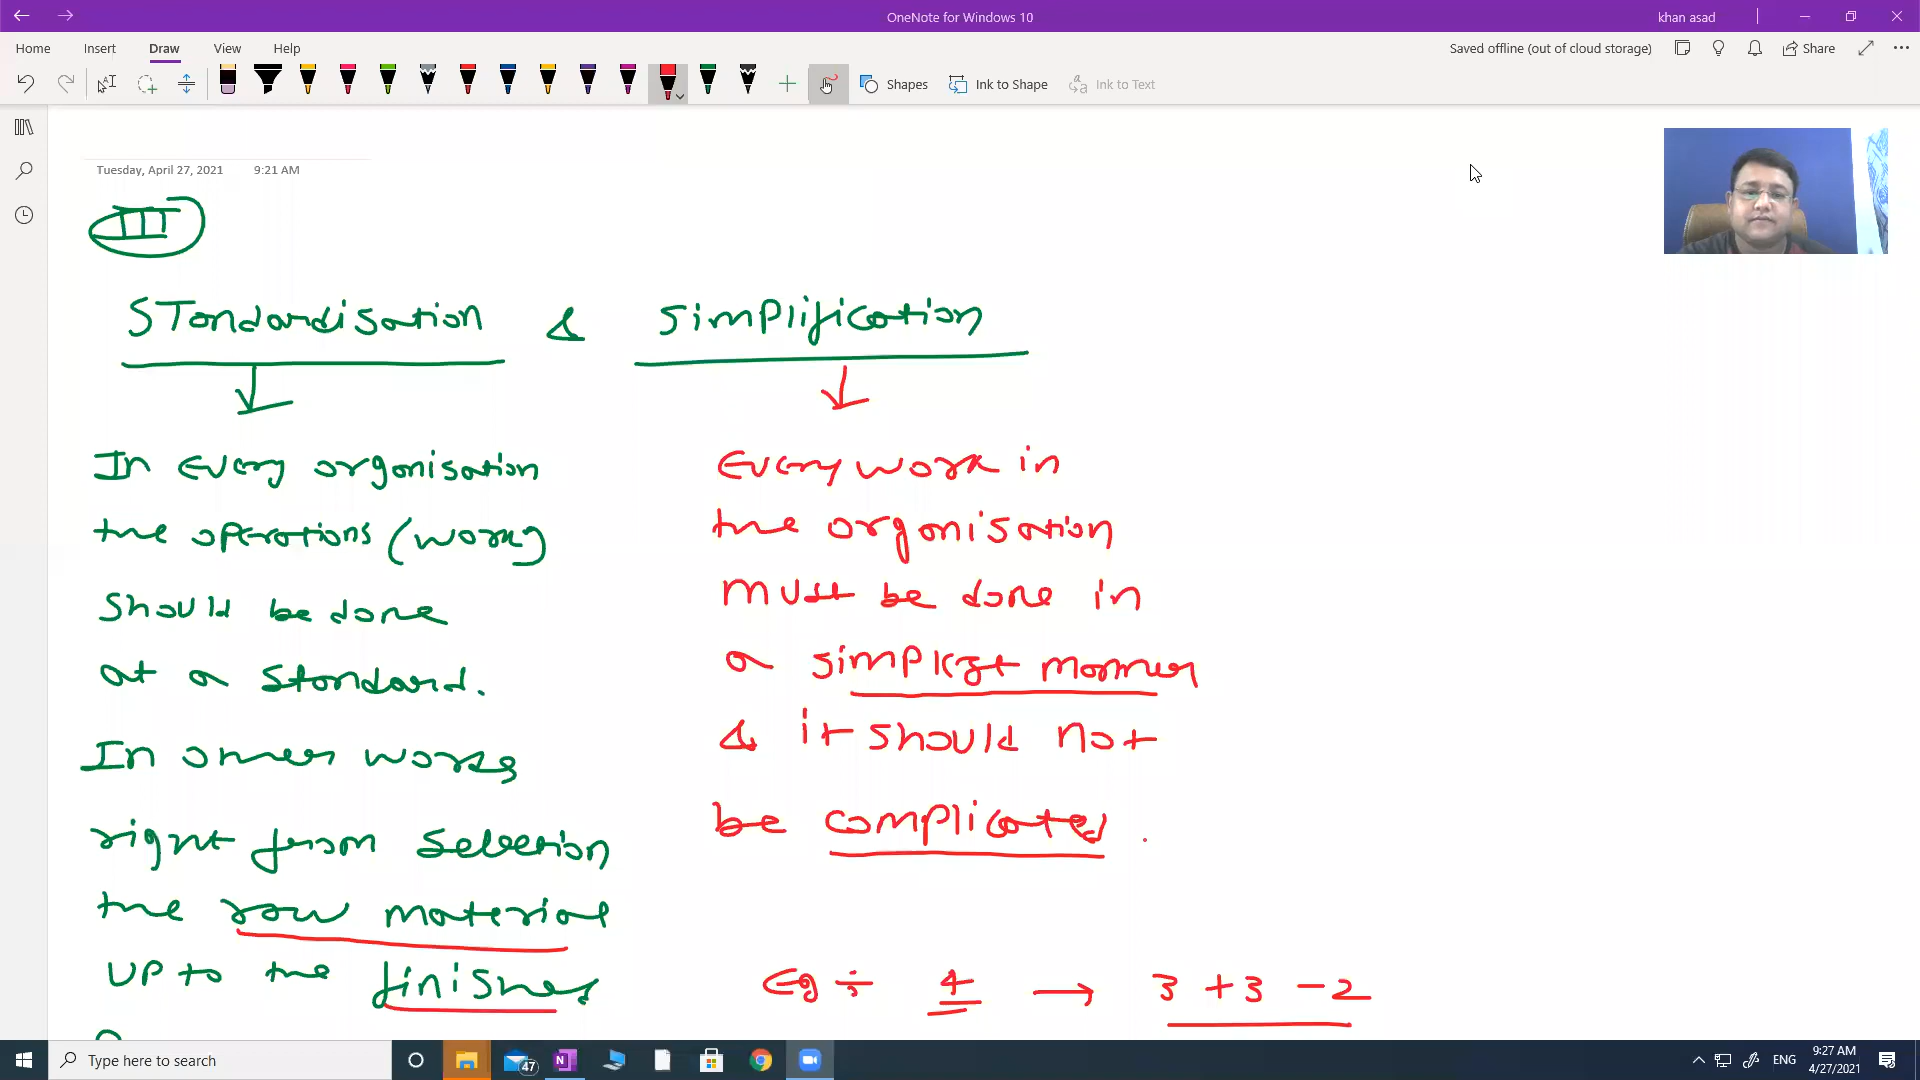 OneNote for Windows 10
khan asad
Home Insert Draw View Help
Saved offline (out of cloud storage)
Share
Shapes
Ink to Shape
Ink to Text
Tuesday, April 27, 2021 9:21 AM
III
STandardisation & simplification
In every organisation
the operations (work)
should be done
at a standard.
In other works
right from selection
the raw material
UP to the finished
Every work in
the organisation
must be done in
a simplest manner
& it should not
be complicated.
Eg ÷ 4 → 3 + 3 - 2
Type here to search
47
ENG
9:27 AM
4/27/2021